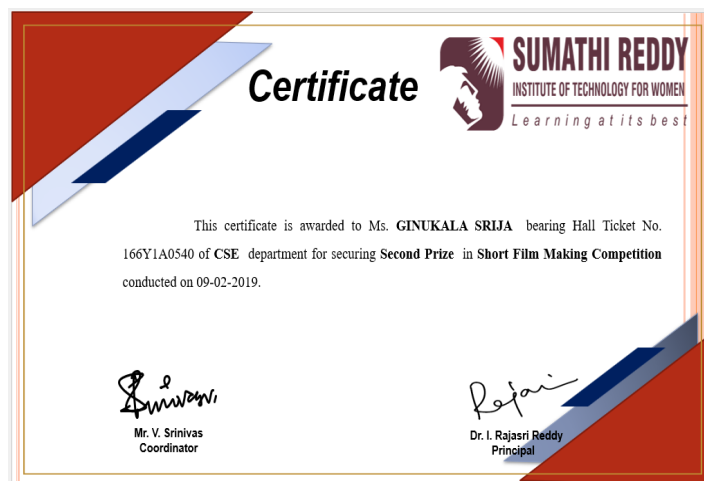 Certificate
SUMATHI REDDY
INSTITUTE OF TECHNOLOGY FOR WOMEN
Learning at its best
This certificate is awarded to Ms. GINUKALA SRIJA bearing Hall Ticket No.
166Y1A0540 of CSE department for securing Second Prize in Short Film Making Competition
conducted on 09-02-2019.
Mr. V. Srinivas
Coordinator
Dr. I. Rajasri Reddy
Principal